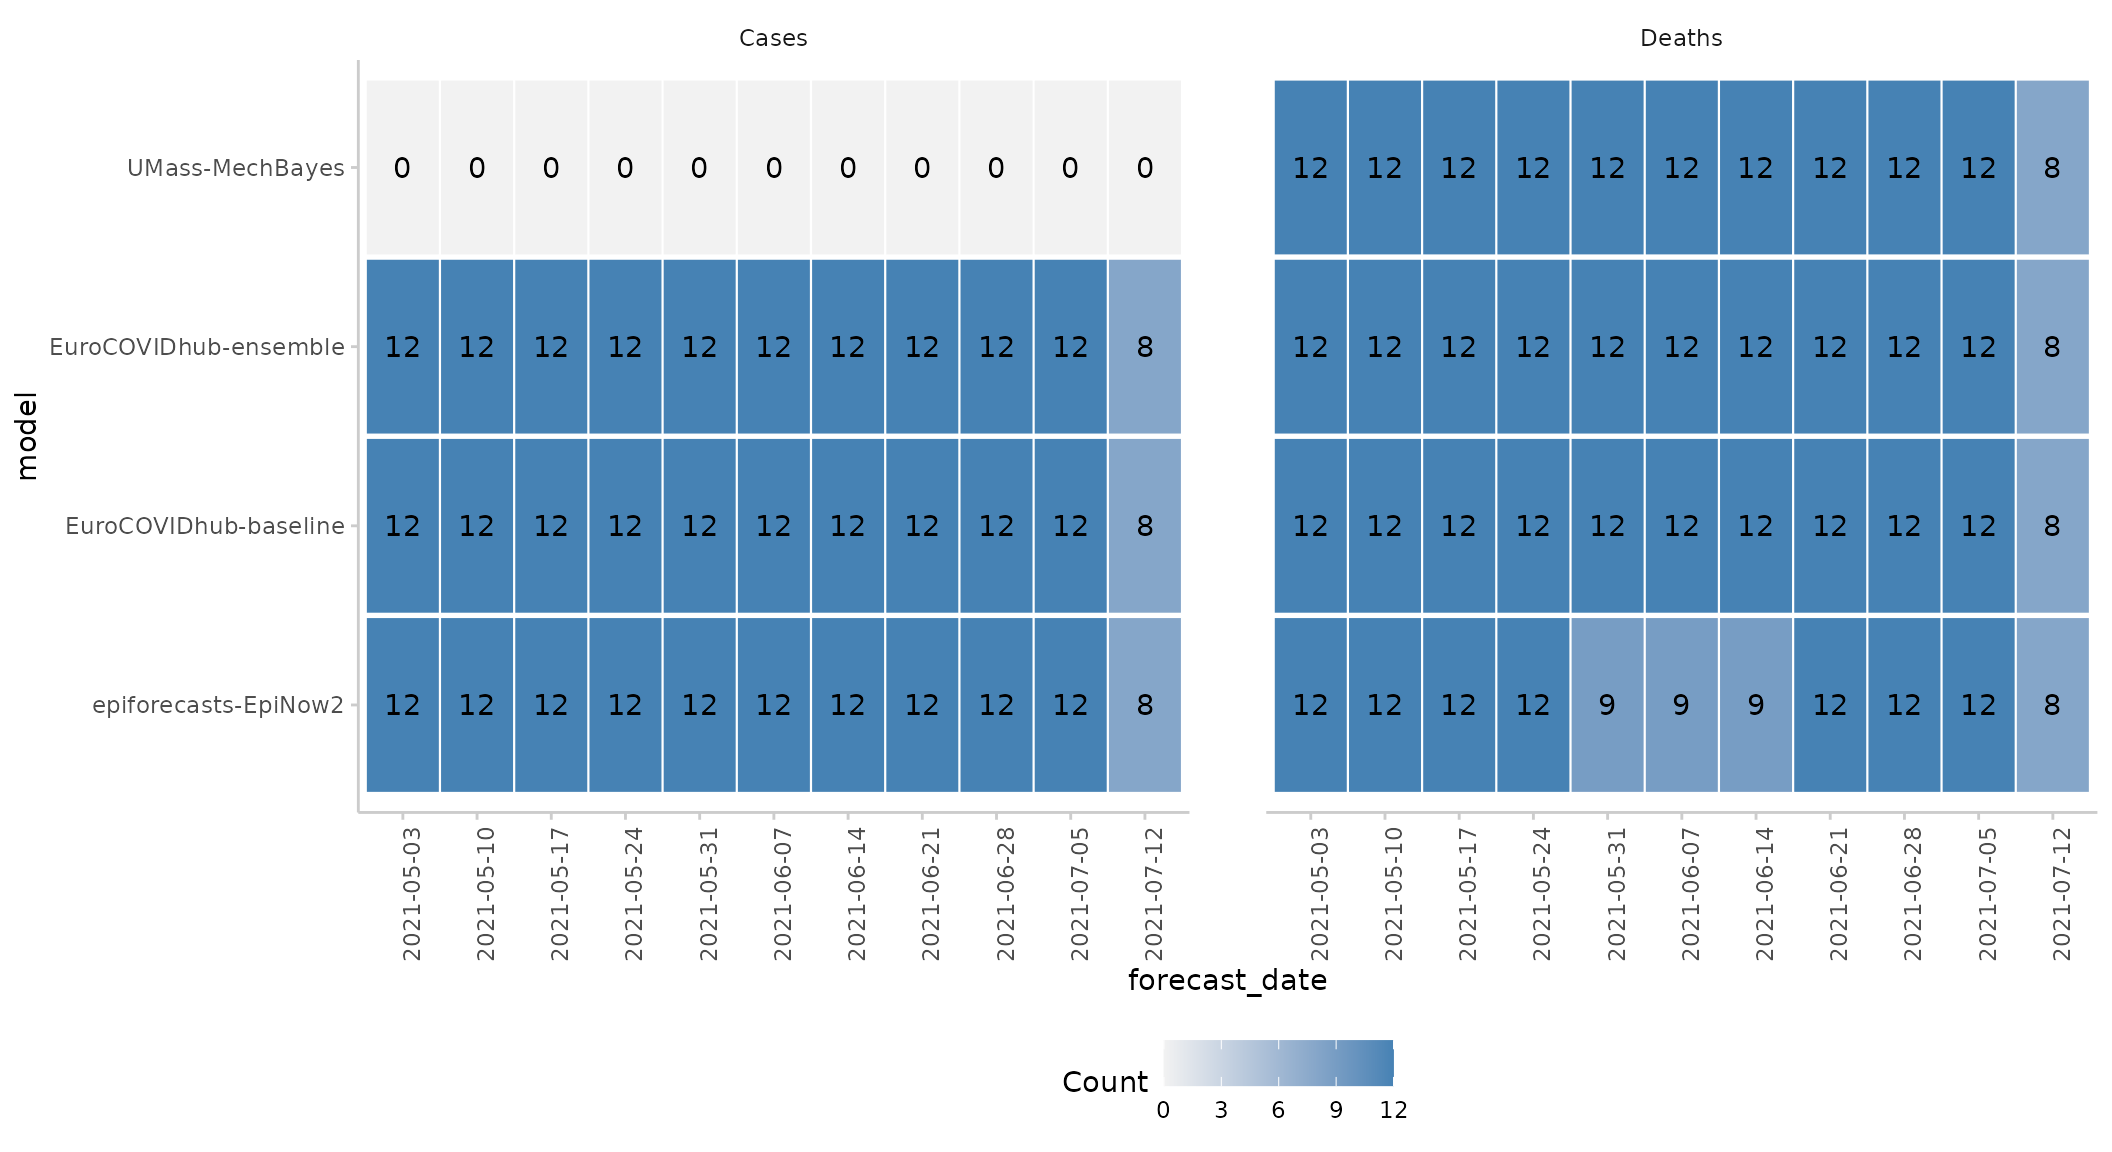 Cases Deaths
UMass-MechBayes 0 0 0 0 0 0 0 0 0 0 0 12 12 12 12 12 12 12 12 12 12 8
EuroCOVIDhub-ensemble 12 12 12 12 12 12 12 12 12 12 8 12 12 12 12 12 12 12 12 12 12 8
EuroCOVIDhub-baseline 12 12 12 12 12 12 12 12 12 12 8 12 12 12 12 12 12 12 12 12 12 8
epiforecasts-EpiNow2 12 12 12 12 12 12 12 12 12 12 8 12 12 12 12 9 9 9 12 12 12 8
model
2021-05-03 2021-05-10 2021-05-17 2021-05-24 2021-05-31 2021-06-07 2021-06-14 2021-06-21 2021-06-28 2021-07-05 2021-07-12 2021-05-03 2021-05-10 2021-05-17 2021-05-24 2021-05-31 2021-06-07 2021-06-14 2021-06-21 2021-06-28 2021-07-05 2021-07-12
forecast_date
Count
0 3 6 9 12